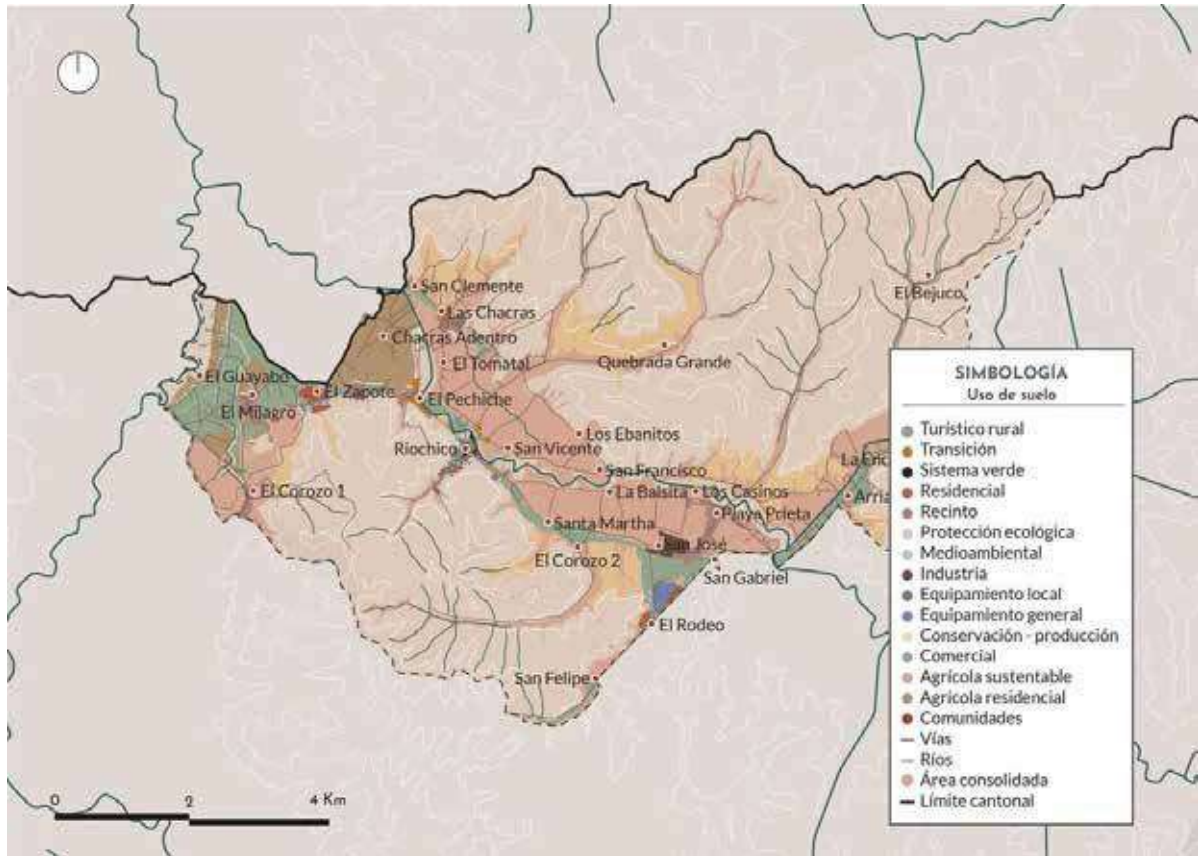 San Clemente
Las Chacras
Chacras Adentro
El Tomatal
Quebrada Grande
El Bejuco
El Guayabo
El Zapote
El Milagro
El Pechiche
Los Ebanitos
Riochico
San Vicente
San Francisco
El Corozo 1
La Balsita
Los Casinos
Playa Prieta
Santa Martha
San José
El Corozo 2
San Gabriel
El Rodeo
San Felipe
SIMBOLOGÍA
Uso de suelo
Turístico rural
Transición
Sistema verde
Residencial
Recinto
Protección ecológica
Medioambiental
Industria
Equipamiento local
Equipamiento general
Conservación - producción
Comercial
Agrícola sustentable
Agrícola residencial
Comunidades
Vías
Ríos
Área consolidada
Límite cantonal
0 2 4 Km